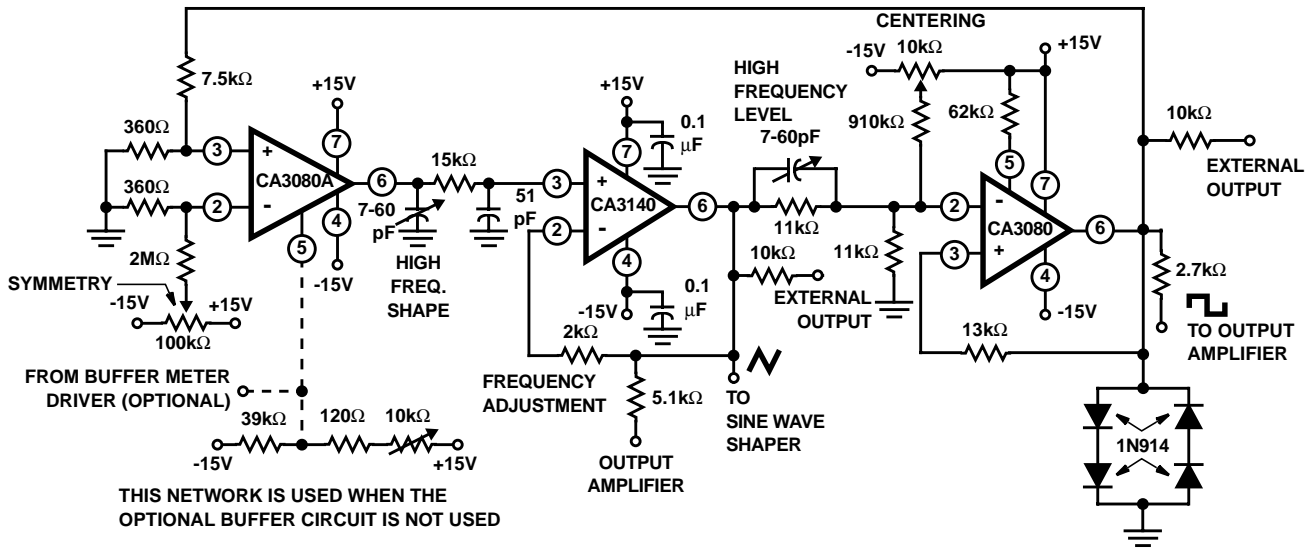 CENTERING
-15V
10kΩ
+15V
7.5kΩ
+15V
+15V
0.1
μF
HIGH
FREQUENCY
LEVEL
7-60pF
910kΩ
62kΩ
10kΩ
EXTERNAL
OUTPUT
360Ω
3
+
7
CA3080A
6
15kΩ
3
+
7
CA3140
6
5
7
2
-
CA3080
6
360Ω
2
-
4
5
7-60
pF
51
pF
2
-
4
11kΩ
11kΩ
3
+
4
2.7kΩ
2MΩ
-15V
HIGH
FREQ.
SHAPE
-15V
0.1
μF
10kΩ
EXTERNAL
OUTPUT
-15V
TO OUTPUT
AMPLIFIER
SYMMETRY
-15V
+15V
100kΩ
2kΩ
13kΩ
FROM BUFFER METER
DRIVER (OPTIONAL)
FREQUENCY
ADJUSTMENT
5.1kΩ
TO
SINE WAVE
SHAPER
39kΩ
120Ω
10kΩ
-15V
+15V
OUTPUT
AMPLIFIER
1N914
THIS NETWORK IS USED WHEN THE
OPTIONAL BUFFER CIRCUIT IS NOT USED